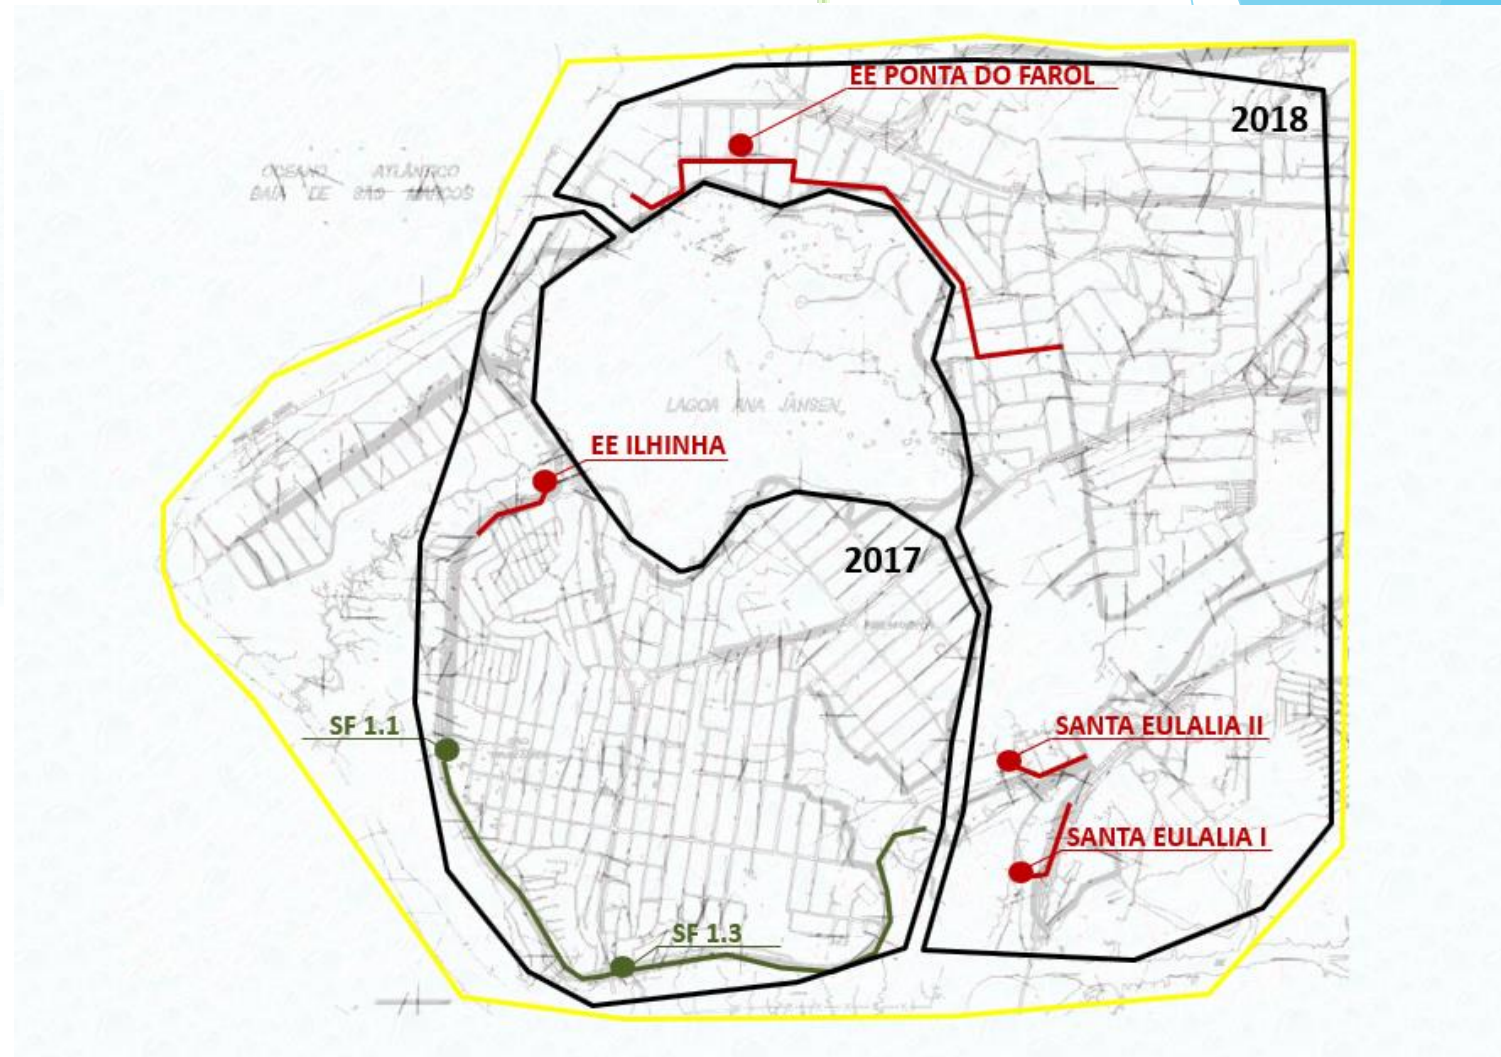 EE PONTA DO FAROL
2018
OCEANO ATLÂNTICO
BAIA DE SÃO MARCOS
LAGOA ANA JANSEN
EE ILHINHA
2017
SF 1.1
SANTA EULALIA II
SANTA EULALIA I
SF 1.3